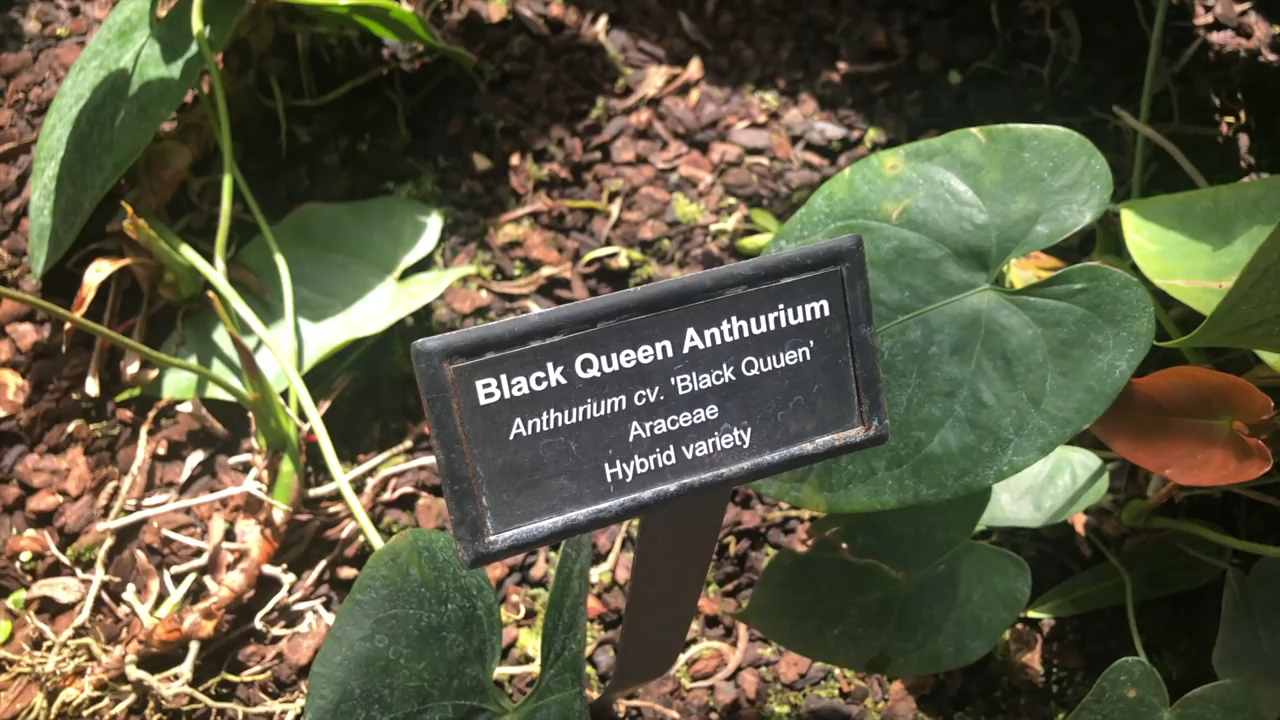 Black Queen Anthurium
Anthurium cv. 'Black Quuen'
Araceae
Hybrid variety